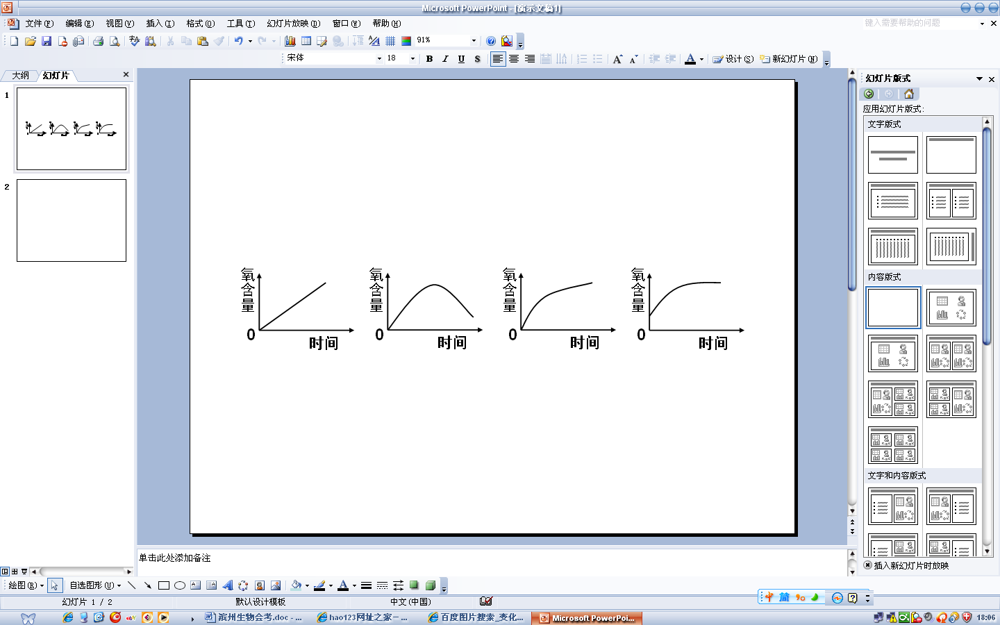 Microsoft PowerPoint - [演示文稿1]
文件(F) 编辑(E) 视图(V) 插入(I) 格式(O) 工具(T) 幻灯片放映(D) 窗口(W) 帮助(H) 键入需要帮助的问题
91%
宋体 18 B I U S A A A 设计(S) 新幻灯片(N)
大纲 幻灯片
幻灯片版式
应用幻灯片版式:
文字版式
内容版式
文字和内容版式
插入新幻灯片时放映
1
2
氧含量
0
时间
氧含量
0
时间
氧含量
0
时间
氧含量
0
时间
单击此处添加备注
绘图(R) 自选图形(U)
幻灯片 1 / 2 默认设计模板 中文(中国)
简
滨州生物会考.doc - ... hao123网址之家－... 百度图片搜索_变化... Microsoft PowerPoi... 18:06